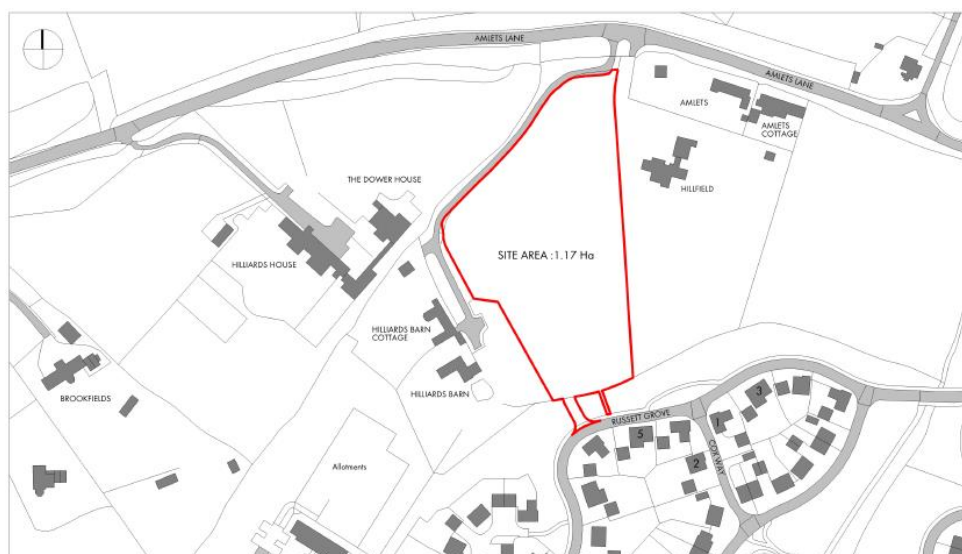 AMLETS LANE
AMLETS LANE
AMLETS
AMLETS
COTTAGE
THE DOWER HOUSE
HILLFIELD
SITE AREA :1.17 Ha
HILLIARDS HOUSE
HILLIARDS BARN
COTTAGE
HILLIARDS BARN
BROOKFIELDS
RUSSETT GROVE
3
1
5
COX WAY
2
Allotments